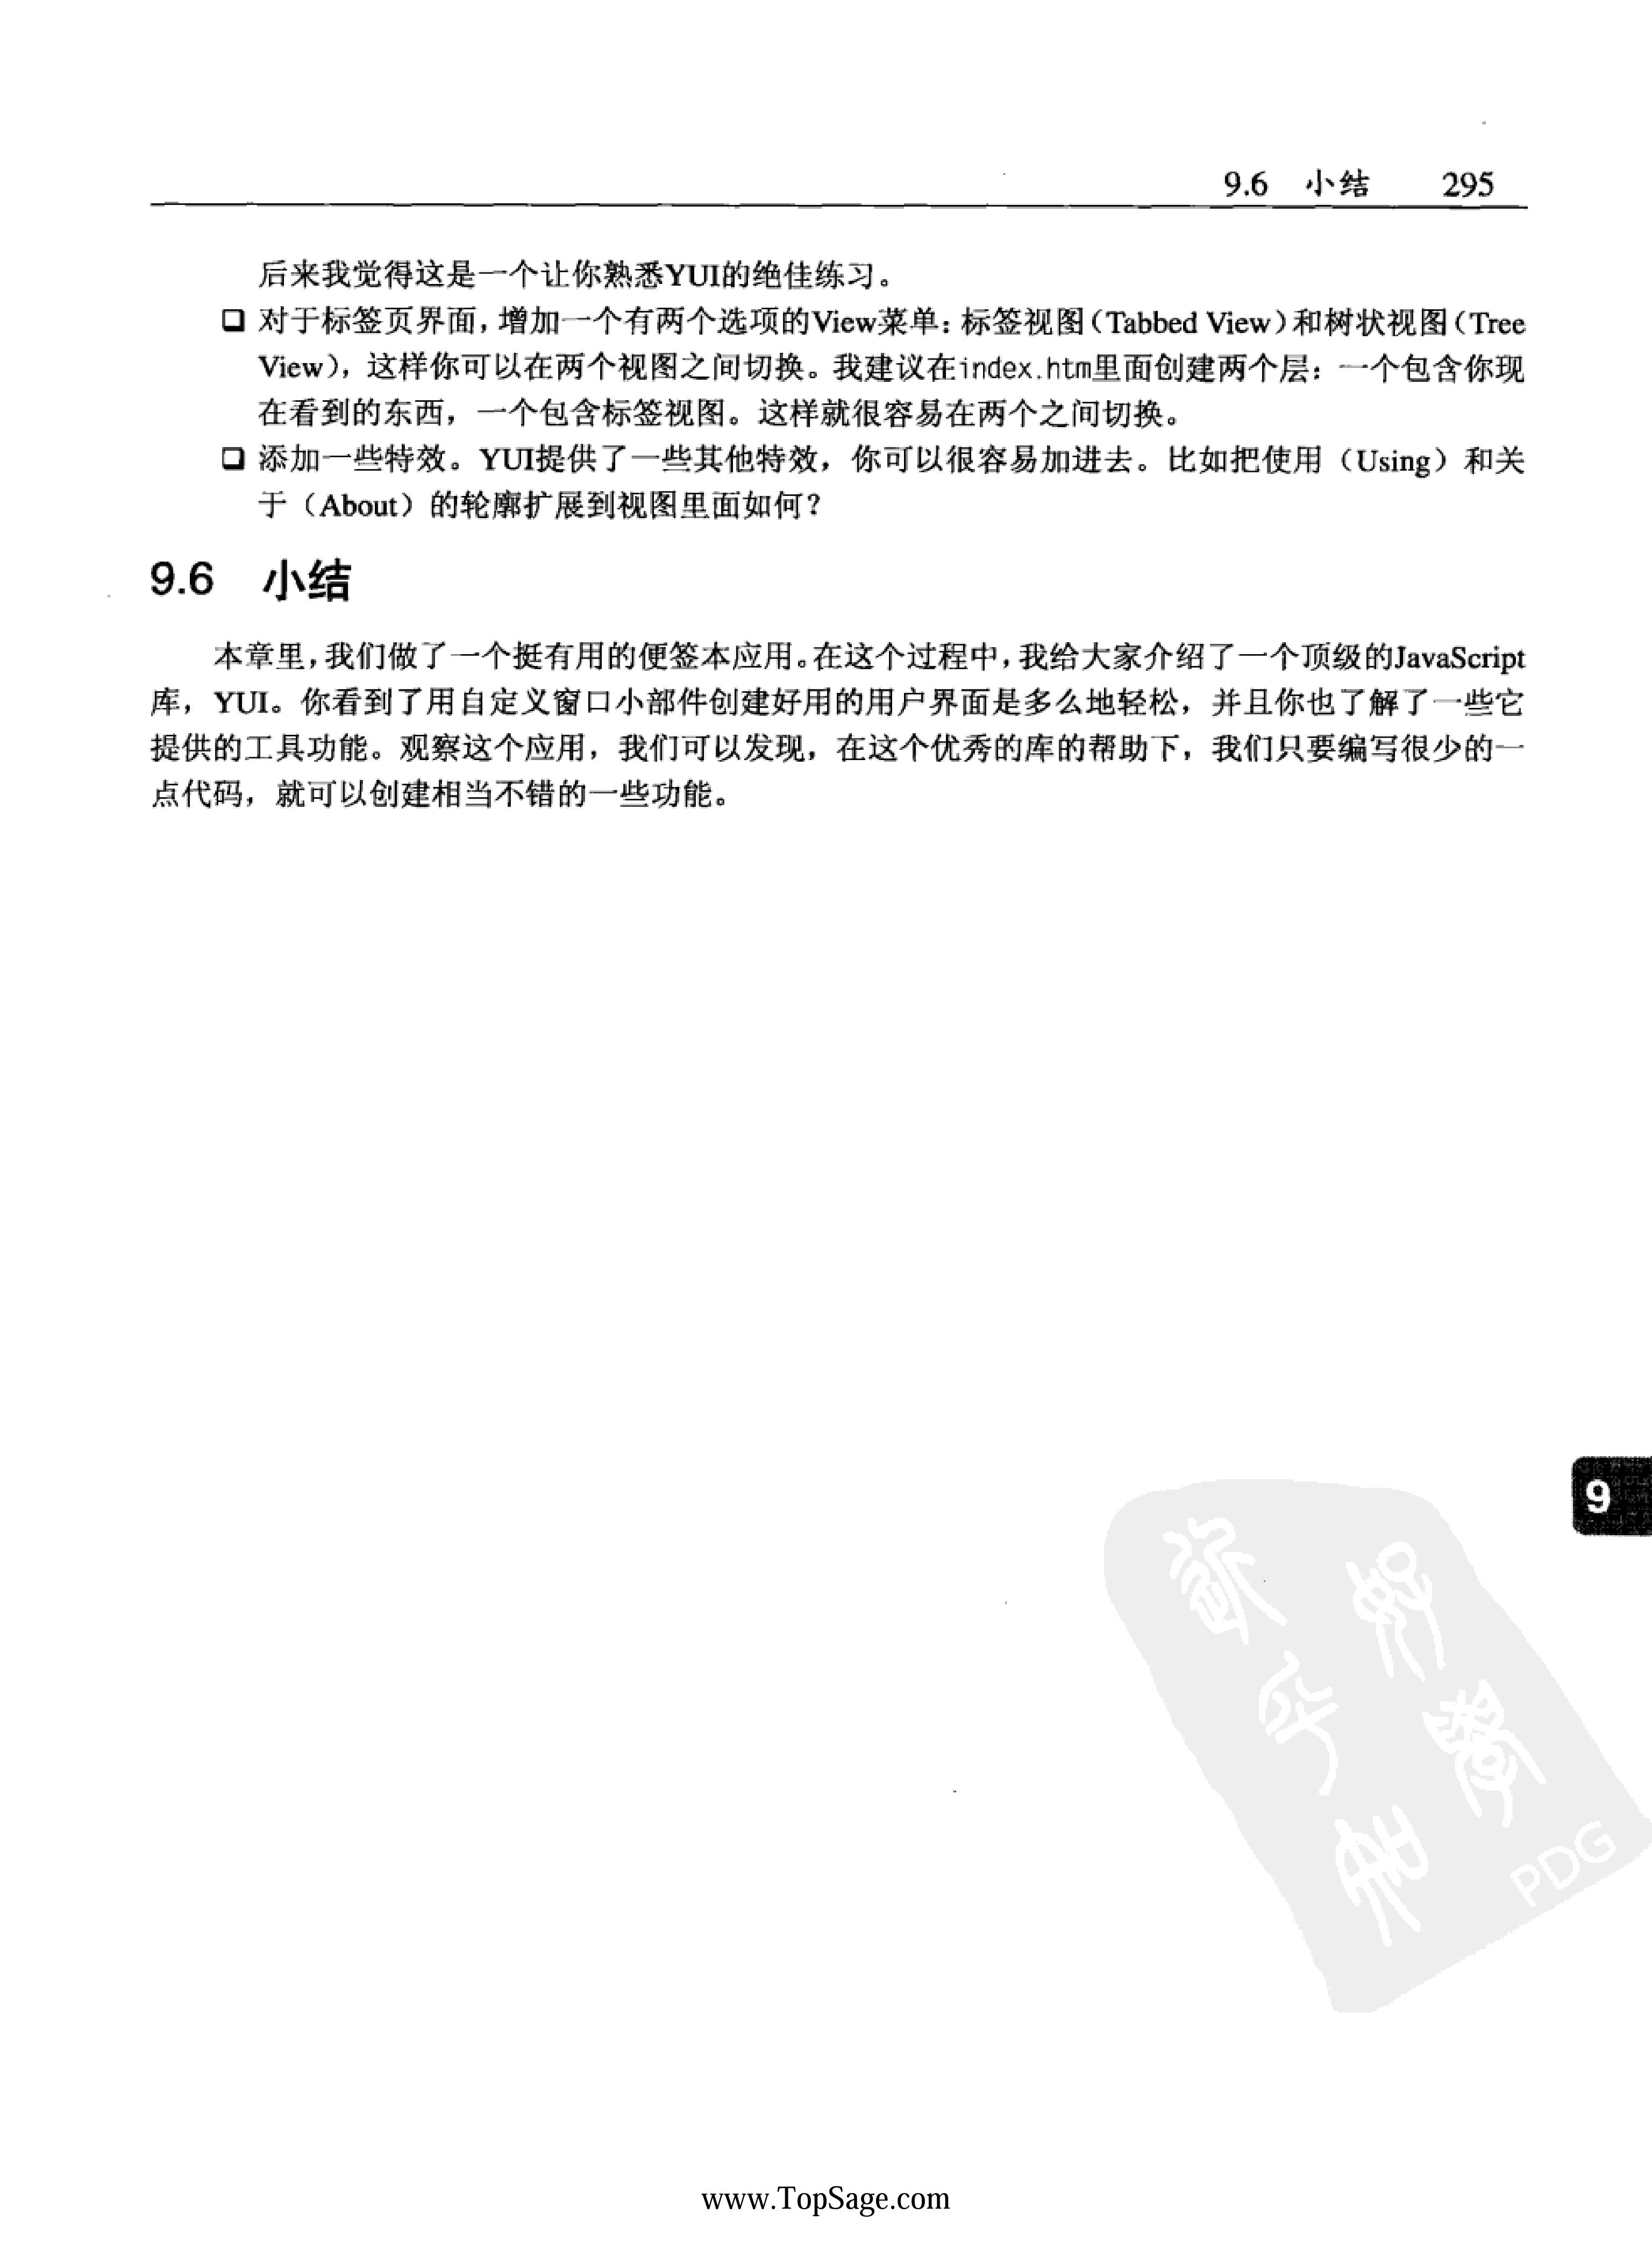 9.6 小结 295
后来我觉得这是一个让你熟悉YUI的绝佳练习。
❑ 对于标签页界面，增加一个有两个选项的View菜单：标签视图（Tabbed View）和树状视图（Tree
View），这样你可以在两个视图之间切换。我建议在index.htm里面创建两个层：一个包含你现
在看到的东西，一个包含标签视图。这样就很容易在两个之间切换。
❑ 添加一些特效。YUI提供了一些其他特效，你可以很容易加进去。比如把使用（Using）和关
于（About）的轮廓扩展到视图里面如何？
9.6 小结
本章里，我们做了一个挺有用的便签本应用。在这个过程中，我给大家介绍了一个顶级的JavaScript
库，YUI。你看到了用自定义窗口小部件创建好用的用户界面是多么地轻松，并且你也了解了一些它
提供的工具功能。观察这个应用，我们可以发现，在这个优秀的库的帮助下，我们只要编写很少的一
点代码，就可以创建相当不错的一些功能。
9
PDG
www.TopSage.com